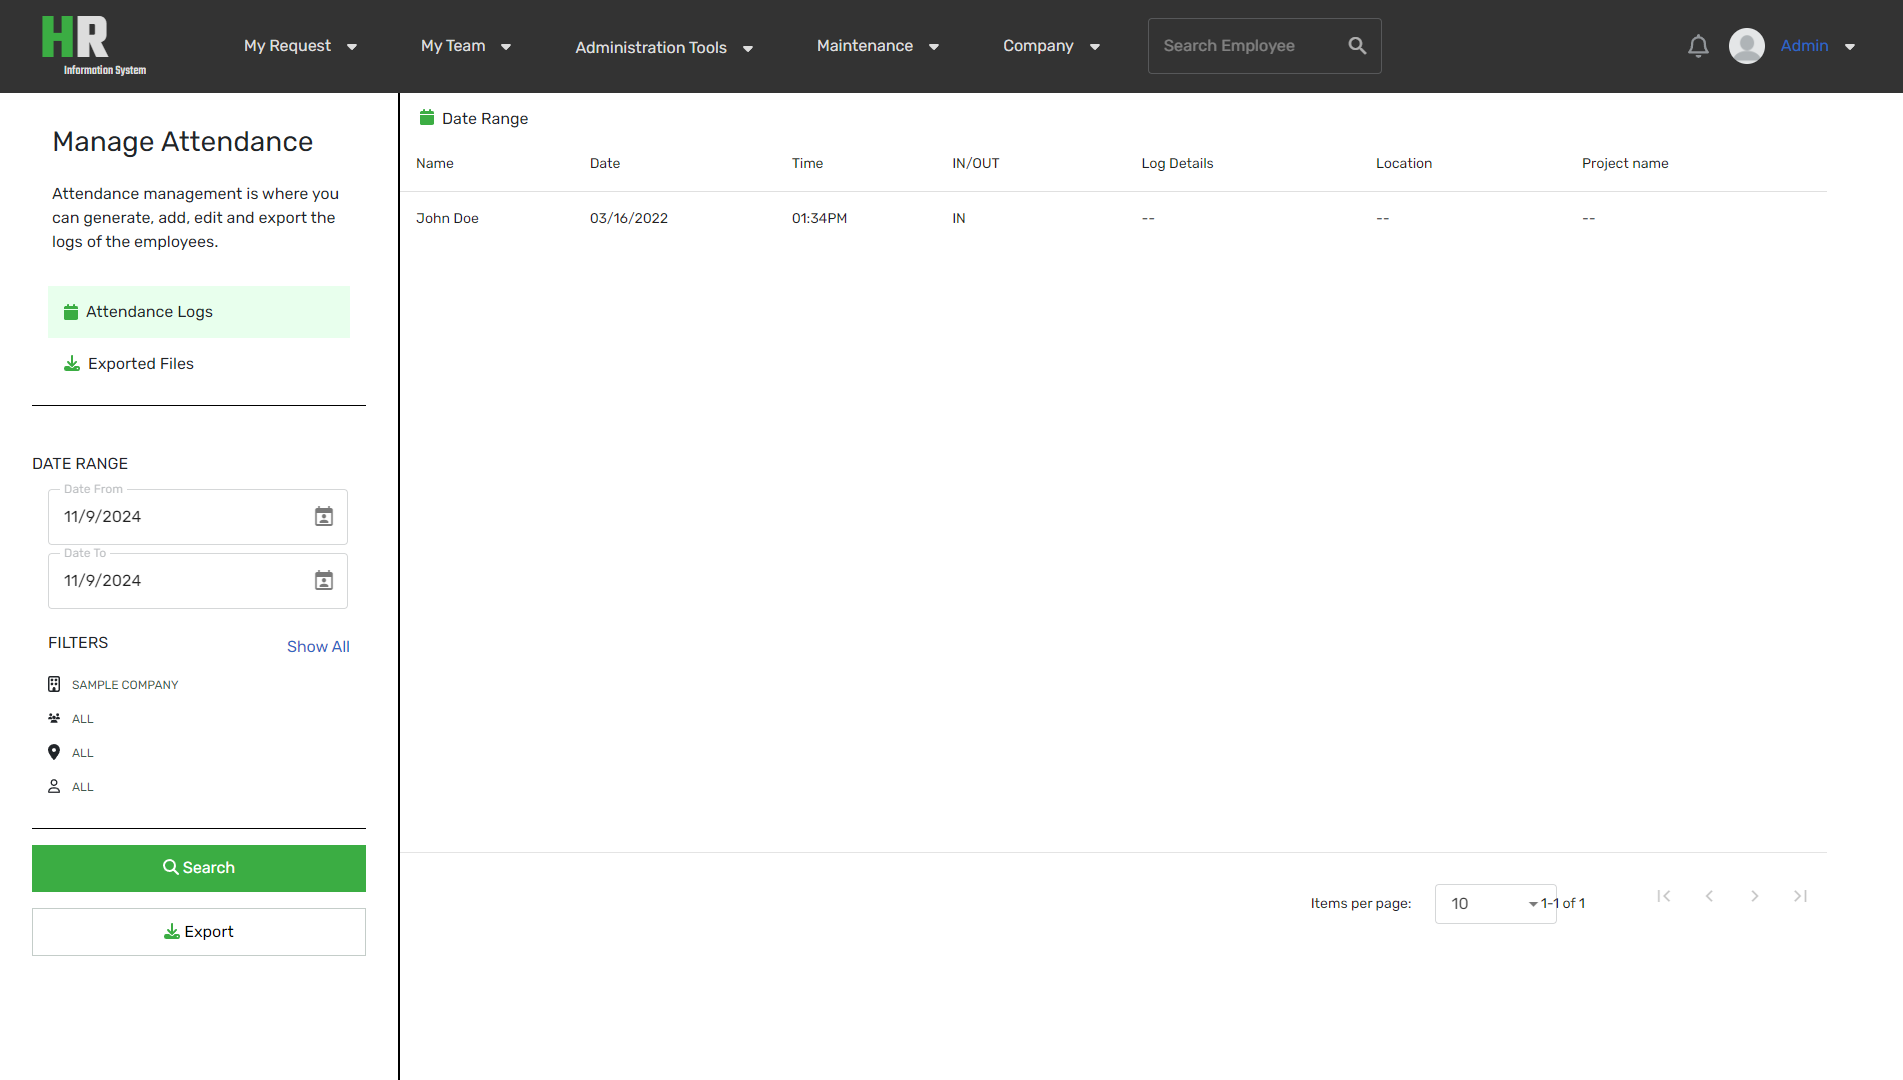 HR
Information System
My Request
My Team
Administration Tools
Maintenance
Company
Search Employee
Admin
Manage Attendance
Attendance management is where you
can generate, add, edit and export the
logs of the employees.
Attendance Logs
Exported Files
DATE RANGE
Date From
11/9/2024
Date To
11/9/2024
FILTERS
Show All
SAMPLE COMPANY
ALL
ALL
ALL
Search
Export
Date Range
Name Date Time IN/OUT Log Details Location Project name
John Doe 03/16/2022 01:34PM IN -- -- --
Items per page: 10 1-1 of 1